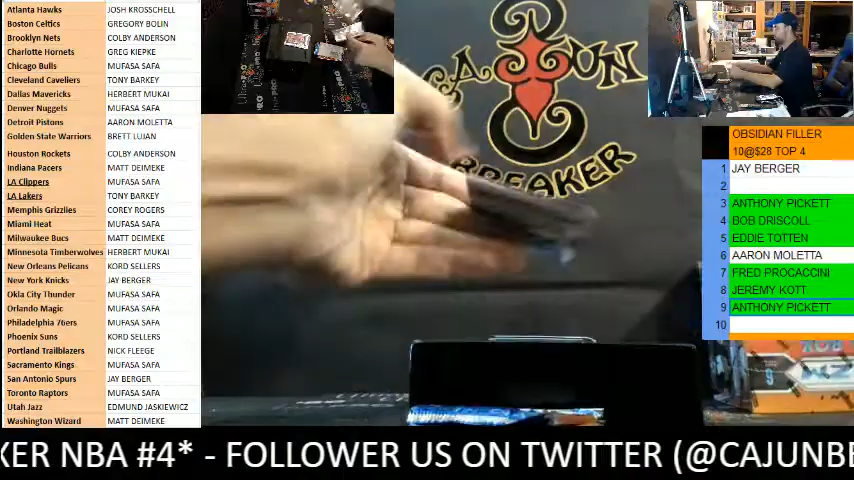 Atlanta Hawks JOSH KROSSCHELL
Boston Celtics GREGORY BOLIN
Brooklyn Nets COLBY ANDERSON
Charlotte Hornets GREG KIEPKE
Chicago Bulls MUFASA SAFA
Cleveland Cavaliers TONY BARKEY
Dallas Mavericks HERBERT MUKAI
Denver Nuggets MUFASA SAFA
Detroit Pistons AARON MOLETTA
Golden State Warriors BRETT LUJAN
Houston Rockets COLBY ANDERSON
Indiana Pacers MATT DEIMEKE
LA Clippers MUFASA SAFA
LA Lakers TONY BARKEY
Memphis Grizzlies COREY ROGERS
Miami Heat MUFASA SAFA
Milwaukee Bucs MATT DEIMEKE
Minnesota Timberwolves HERBERT MUKAI
New Orleans Pelicans KORD SELLERS
New York Knicks JAY BERGER
Okla City Thunder MUFASA SAFA
Orlando Magic MUFASA SAFA
Philadelphia 76ers MUFASA SAFA
Phoenix Suns KORD SELLERS
Portland Trailblazers NICK FLEEGE
Sacramento Kings MUFASA SAFA
San Antonio Spurs JAY BERGER
Toronto Raptors MUFASA SAFA
Utah Jazz EDMUND JASKIEWICZ
Washington Wizard MATT DEIMEKE
CAJUN
BREAKER
OBSIDIAN FILLER
10@$28 TOP 4
1 JAY BERGER
2
3 ANTHONY PICKETT
4 BOB DRISCOLL
5 EDDIE TOTTEN
6 AARON MOLETTA
7 FRED PROCACCINI
8 JEREMY KOTT
9 ANTHONY PICKETT
10
KER NBA #4* - FOLLOWER US ON TWITTER (@CAJUNBE